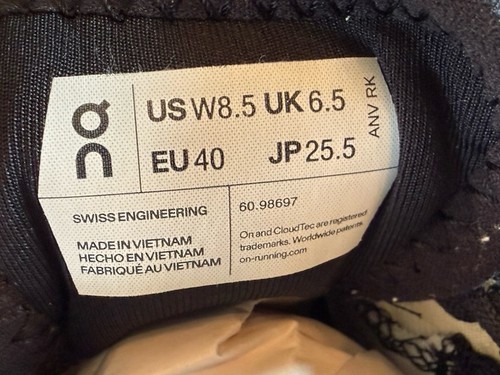 on
US W8.5 UK 6.5
EU 40 JP 25.5
ANV RK
SWISS ENGINEERING
MADE IN VIETNAM
HECHO EN VIETNAM
FABRIQUÉ AU VIETNAM
60.98697
On and CloudTec are registered
trademarks. Worldwide patents.
on-running.com